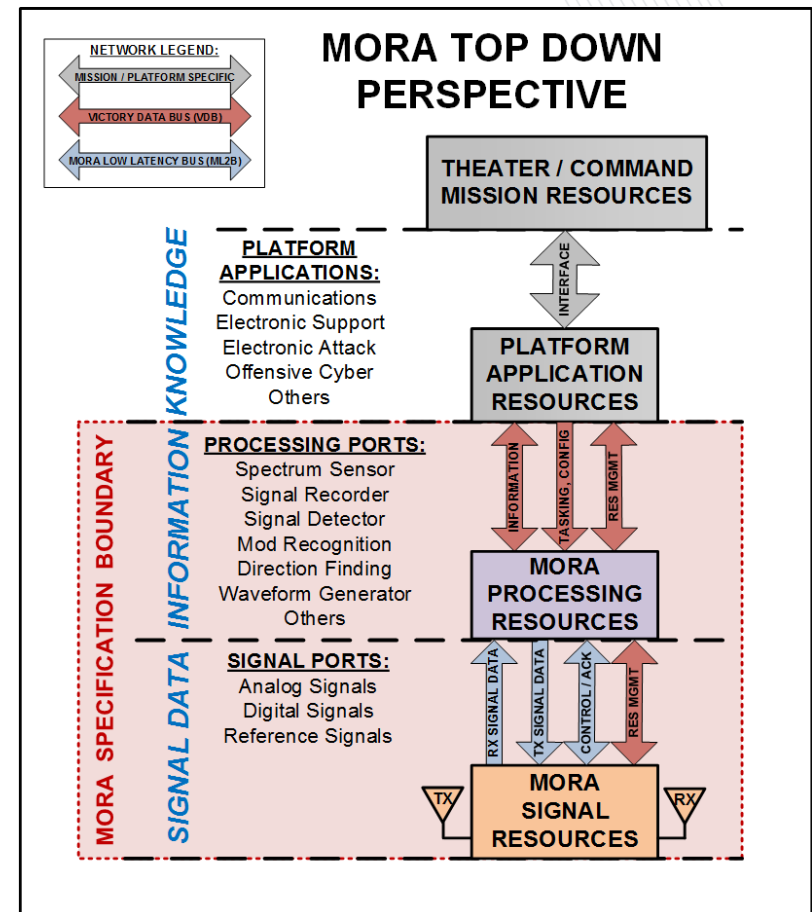 NETWORK LEGEND:
MISSION / PLATFORM SPECIFIC
VICTORY DATA BUS (VDB)
MORA LOW LATENCY BUS (ML2B)
MORA TOP DOWN
PERSPECTIVE
THEATER / COMMAND
MISSION RESOURCES
KNOWLEDGE
PLATFORM
APPLICATIONS:
Communications
Electronic Support
Electronic Attack
Offensive Cyber
Others
INTERFACE
PLATFORM
APPLICATION
RESOURCES
MORA SPECIFICATION BOUNDARY
INFORMATION
PROCESSING PORTS:
Spectrum Sensor
Signal Recorder
Signal Detector
Mod Recognition
Direction Finding
Waveform Generator
Others
INFORMATION
TASKING, CONFIG
RES MGMT
MORA
PROCESSING
RESOURCES
SIGNAL DATA
SIGNAL PORTS:
Analog Signals
Digital Signals
Reference Signals
RX SIGNAL DATA
TX SIGNAL DATA
CONTROL / ACK
RES MGMT
TX
MORA
SIGNAL
RESOURCES
RX